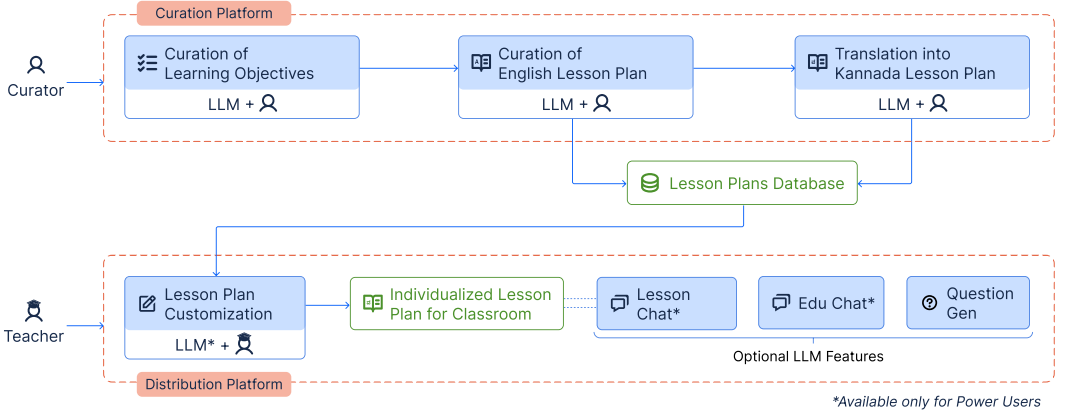 Curation Platform
Curator
Curation of
Learning Objectives
LLM +
Curation of
English Lesson Plan
LLM +
Translation into
Kannada Lesson Plan
LLM +
Lesson Plans Database
Teacher
Lesson Plan
Customization
LLM* +
Individualized Lesson
Plan for Classroom
Lesson
Chat*
Edu Chat*
Question
Gen
Optional LLM Features
Distribution Platform
*Available only for Power Users